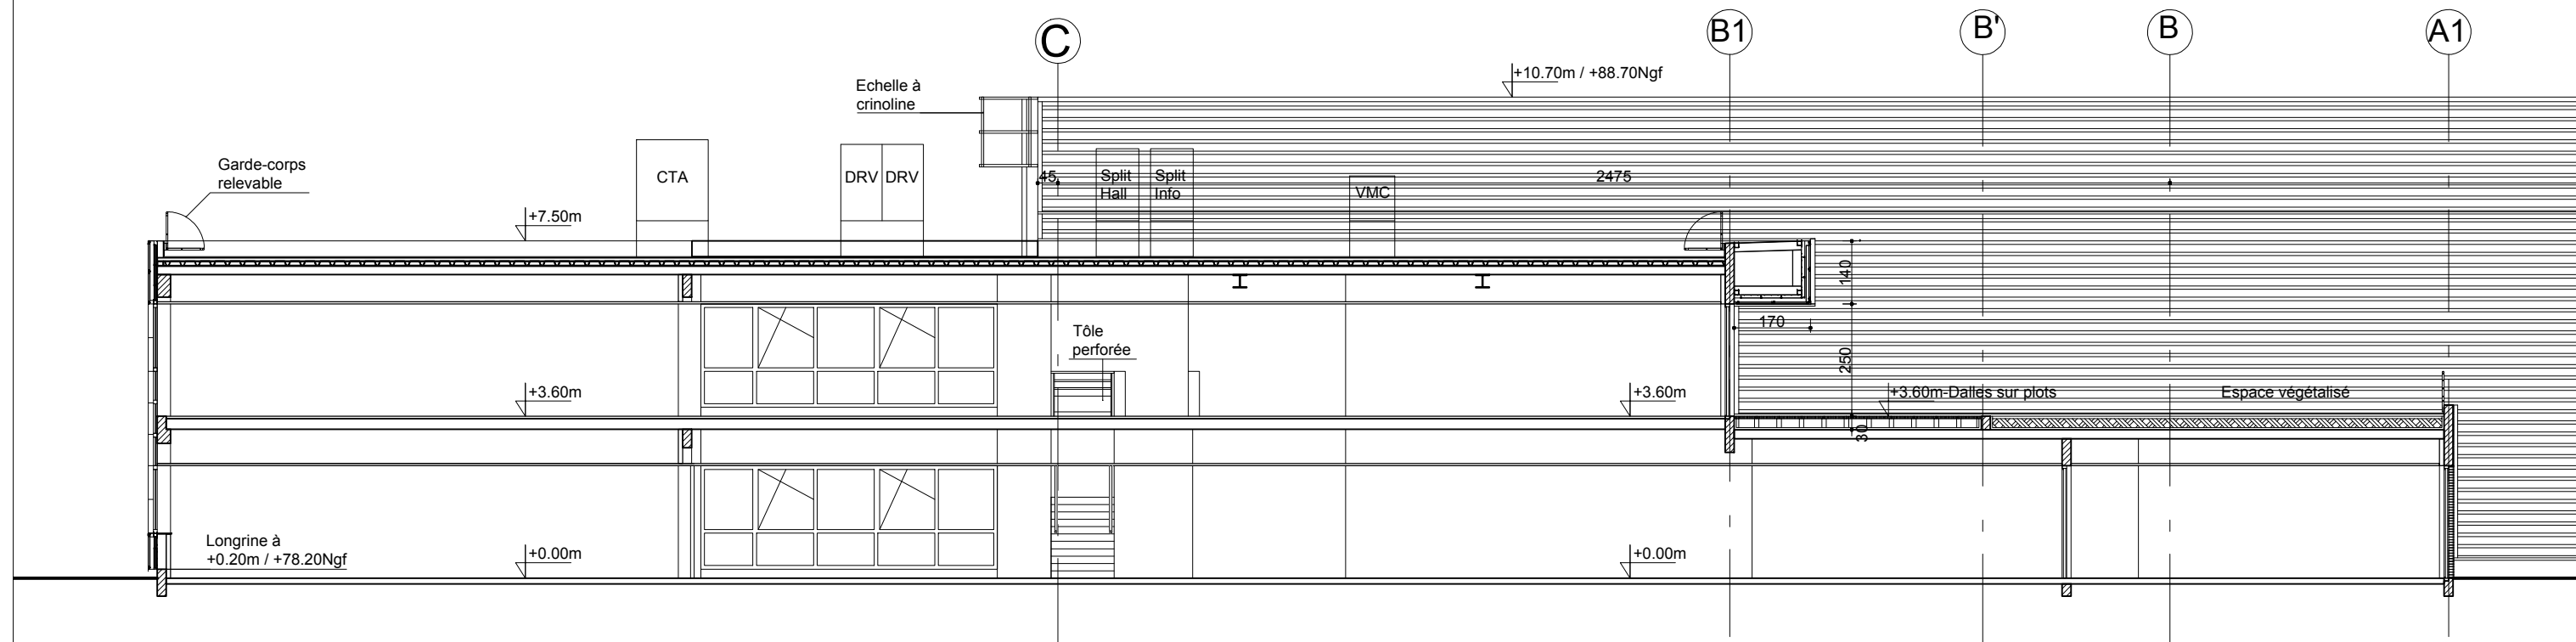 C
B1
B'
B
A1
+10.70m / +88.70Ngf
Echelle à
crinoline
Garde-corps
relevable
CTA
DRV DRV
45
Split
Hall
Split
Info
VMC
2475
+7.50m
140
170
Tôle
perforée
250
+3.60m
+3.60m
+3.60m-Dalles sur plots
Espace végétalisé
30
Longrine à
+0.20m / +78.20Ngf
+0.00m
+0.00m